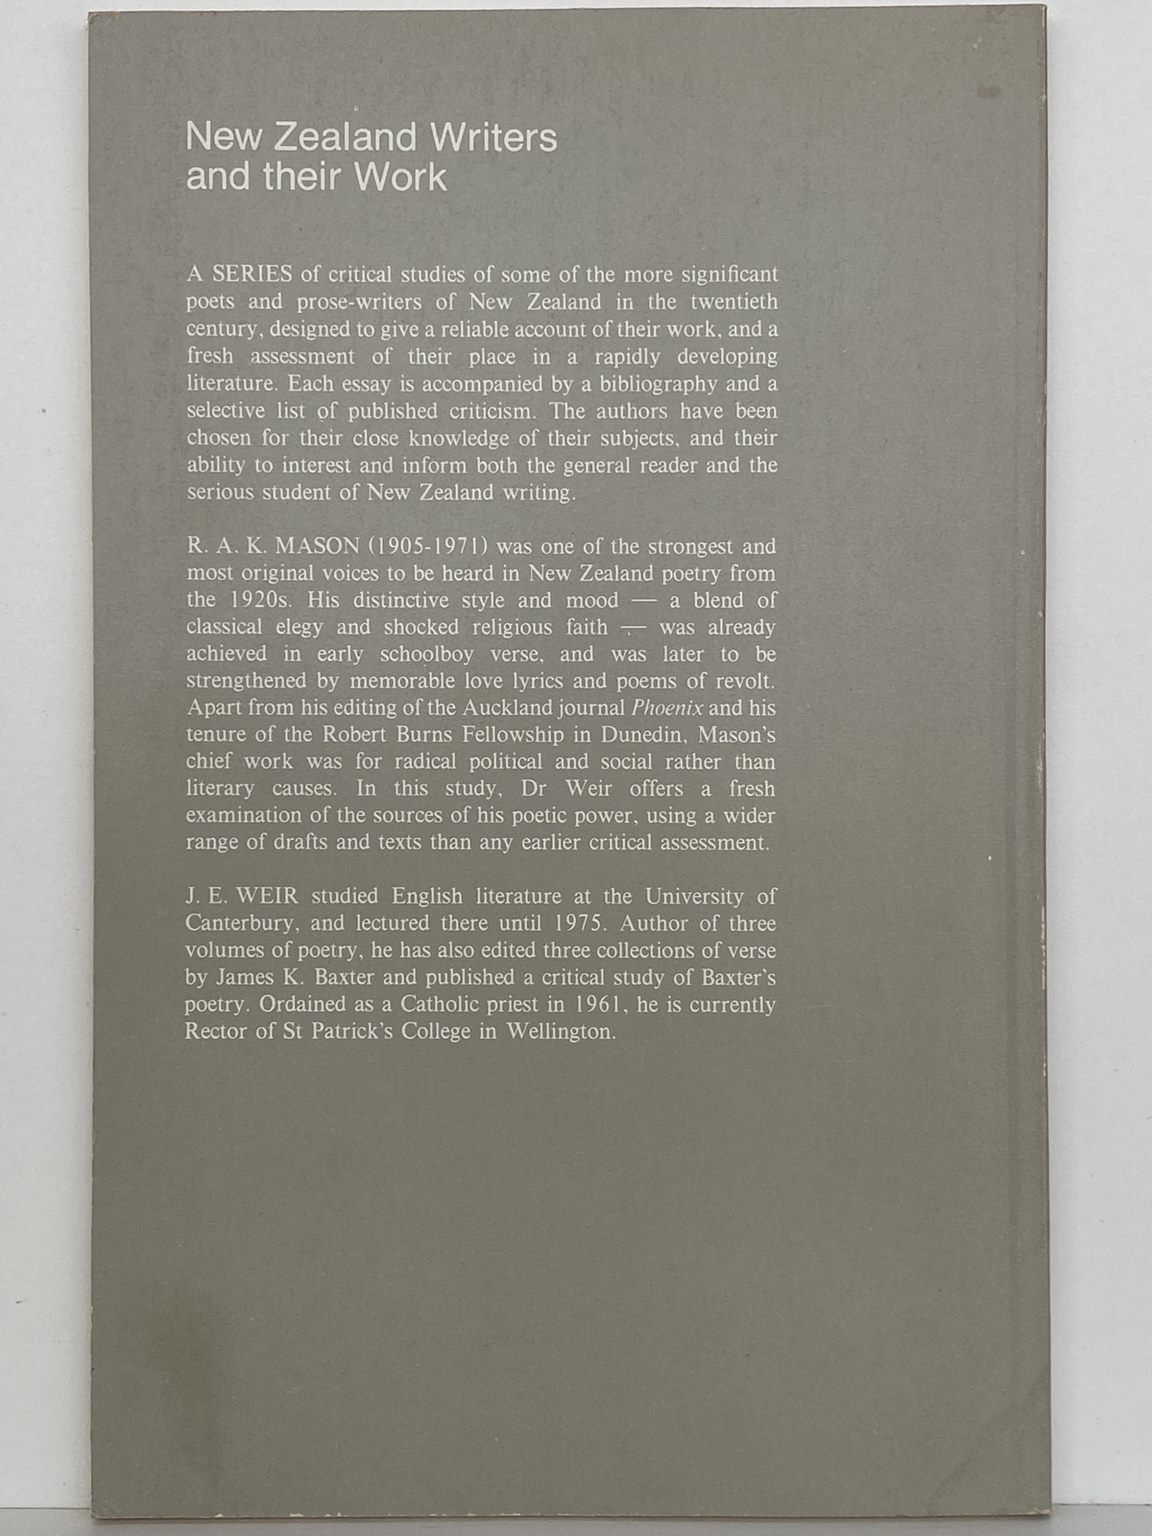 New Zealand Writers
and their Work
A SERIES of critical studies of some of the more significant
poets and prose-writers of New Zealand in the twentieth
century, designed to give a reliable account of their work, and a
fresh assessment of their place in a rapidly developing
literature. Each essay is accompanied by a bibliography and a
selective list of published criticism. The authors have been
chosen for their close knowledge of their subjects, and their
ability to interest and inform both the general reader and the
serious student of New Zealand writing.
R. A. K. MASON (1905-1971) was one of the strongest and
most original voices to be heard in New Zealand poetry from
the 1920s. His distinctive style and mood — a blend of
classical elegy and shocked religious faith — was already
achieved in early schoolboy verse, and was later to be
strengthened by memorable love lyrics and poems of revolt.
Apart from his editing of the Auckland journal Phoenix and his
tenure of the Robert Burns Fellowship in Dunedin, Mason's
chief work was for radical political and social rather than
literary causes. In this study, Dr Weir offers a fresh
examination of the sources of his poetic power, using a wider
range of drafts and texts than any earlier critical assessment.
J. E. WEIR studied English literature at the University of
Canterbury, and lectured there until 1975. Author of three
volumes of poetry, he has also edited three collections of verse
by James K. Baxter and published a critical study of Baxter's
poetry. Ordained as a Catholic priest in 1961, he is currently
Rector of St Patrick's College in Wellington.